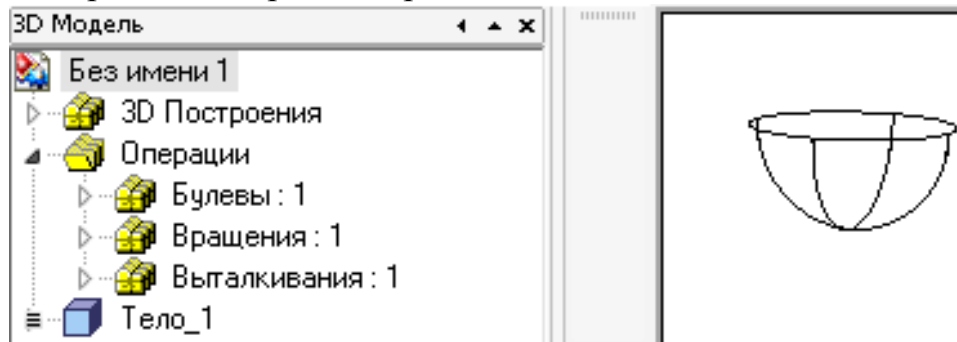 3D Модель
Без имени 1
3D Построения
Операции
Булевы : 1
Вращения : 1
Выталкивания : 1
Тело_1